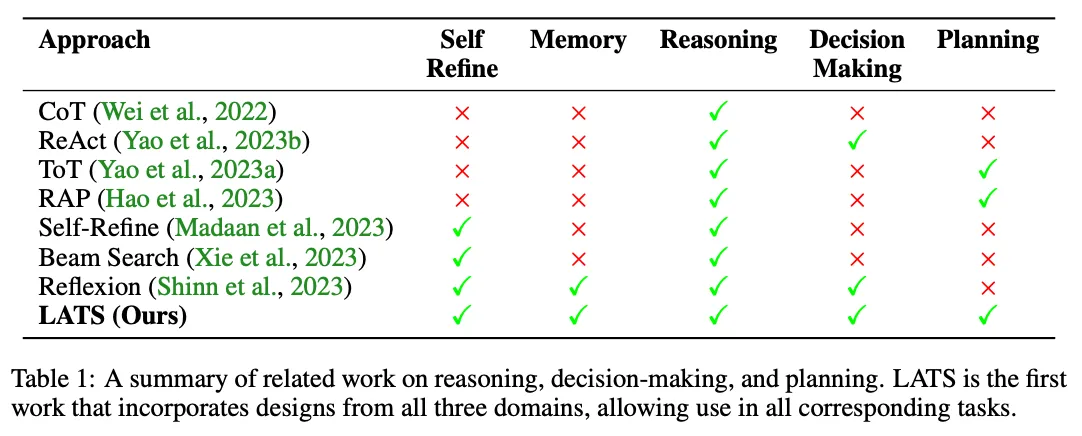 Approach Self Refine Memory Reasoning Decision Making Planning
CoT (Wei et al., 2022) × × ✓ × ×
ReAct (Yao et al., 2023b) × × ✓ ✓ ×
ToT (Yao et al., 2023a) × × ✓ × ✓
RAP (Hao et al., 2023) × × ✓ × ✓
Self-Refine (Madaan et al., 2023) ✓ × ✓ × ×
Beam Search (Xie et al., 2023) ✓ × ✓ × ×
Reflexion (Shinn et al., 2023) ✓ ✓ ✓ ✓ ×
LATS (Ours) ✓ ✓ ✓ ✓ ✓
Table 1: A summary of related work on reasoning, decision-making, and planning. LATS is the first
work that incorporates designs from all three domains, allowing use in all corresponding tasks.